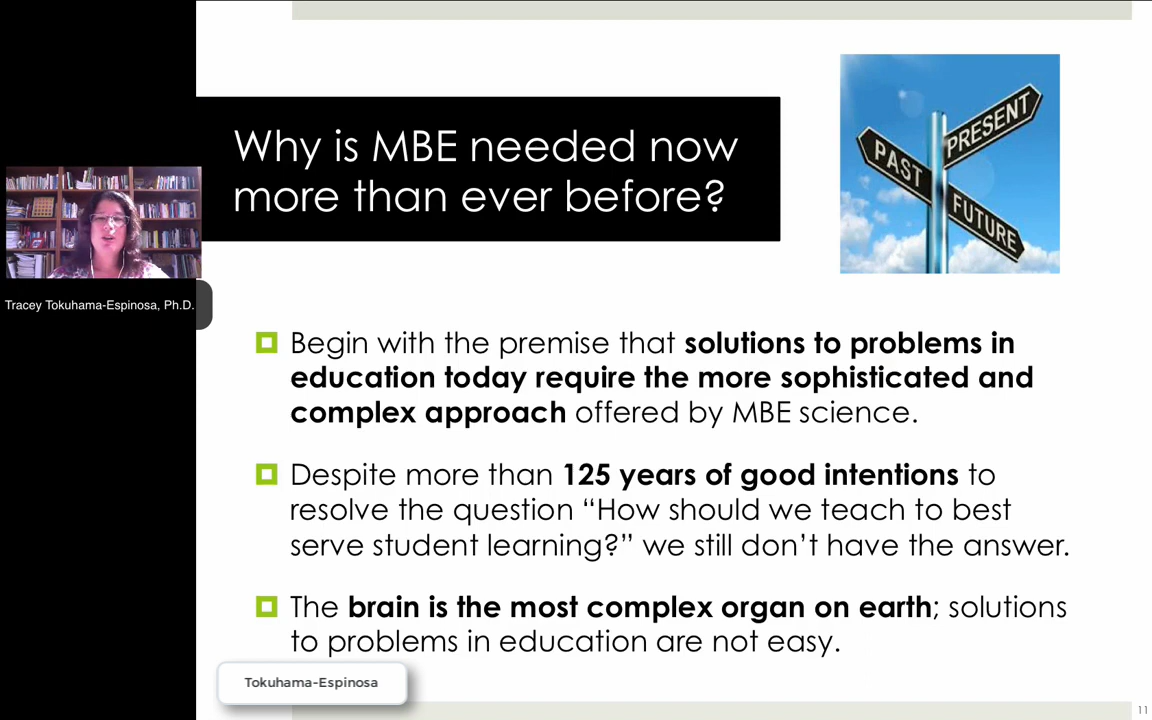 Why is MBE needed now
more than ever before?
PAST
PRESENT
FUTURE
Tracey Tokuhama-Espinosa, Ph.D.
Begin with the premise that solutions to problems in
education today require the more sophisticated and
complex approach offered by MBE science.
Despite more than 125 years of good intentions to
resolve the question “How should we teach to best
serve student learning?” we still don’t have the answer.
The brain is the most complex organ on earth; solutions
to problems in education are not easy.
Tokuhama-Espinosa
11